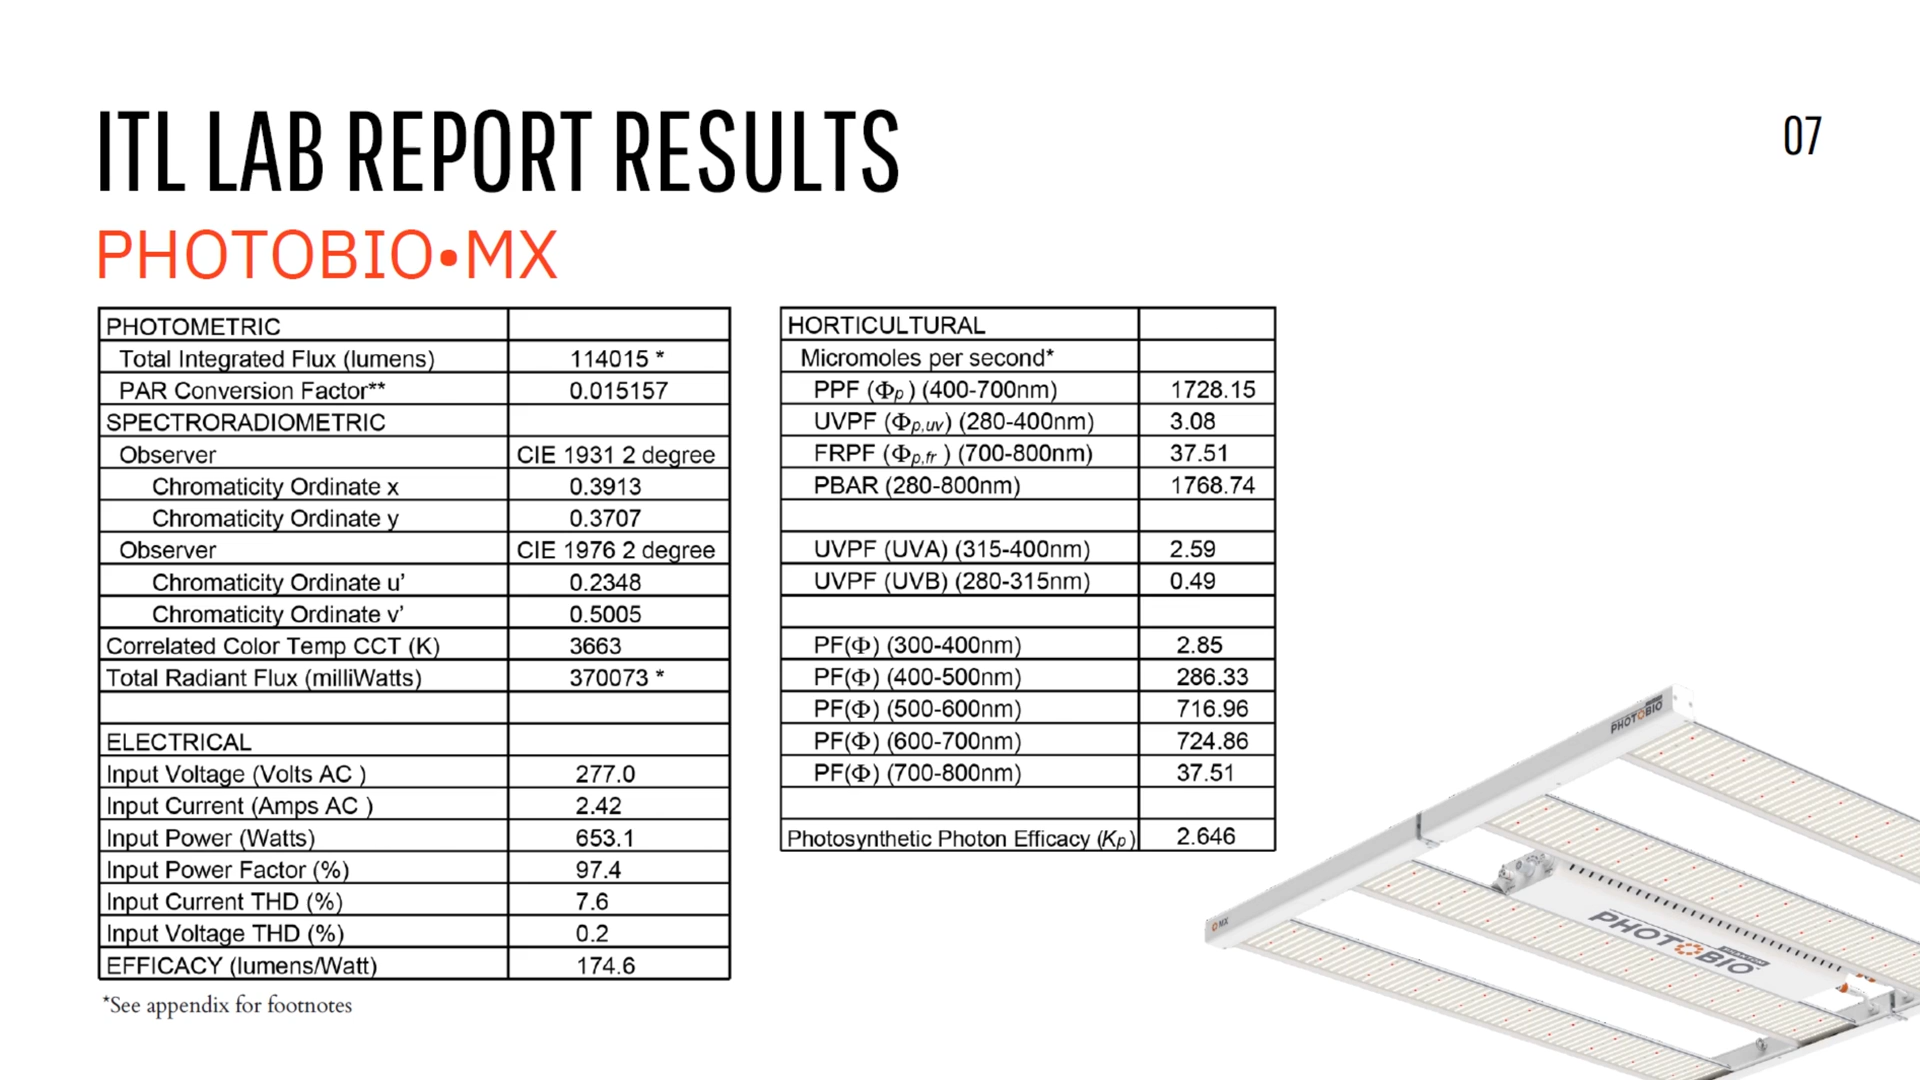 ITL LAB REPORT RESULTS
07
PHOTOBIO•MX
PHOTOMETRIC
Total Integrated Flux (lumens) 114015 *
PAR Conversion Factor** 0.015157
SPECTRORADIOMETRIC
Observer CIE 1931 2 degree
Chromaticity Ordinate x 0.3913
Chromaticity Ordinate y 0.3707
Observer CIE 1976 2 degree
Chromaticity Ordinate u' 0.2348
Chromaticity Ordinate v' 0.5005
Correlated Color Temp CCT (K) 3663
Total Radiant Flux (milliWatts) 370073 *
ELECTRICAL
Input Voltage (Volts AC ) 277.0
Input Current (Amps AC ) 2.42
Input Power (Watts) 653.1
Input Power Factor (%) 97.4
Input Current THD (%) 7.6
Input Voltage THD (%) 0.2
EFFICACY (lumens/Watt) 174.6
*See appendix for footnotes
HORTICULTURAL
Micromoles per second*
PPF (Φp ) (400-700nm) 1728.15
UVPF (Φp,uv) (280-400nm) 3.08
FRPF (Φp,fr ) (700-800nm) 37.51
PBAR (280-800nm) 1768.74
UVPF (UVA) (315-400nm) 2.59
UVPF (UVB) (280-315nm) 0.49
PF(Φ) (300-400nm) 2.85
PF(Φ) (400-500nm) 286.33
PF(Φ) (500-600nm) 716.96
PF(Φ) (600-700nm) 724.86
PF(Φ) (700-800nm) 37.51
Photosynthetic Photon Efficacy (Kp) 2.646
PHOTOBIO
MX
PHOTOBIO